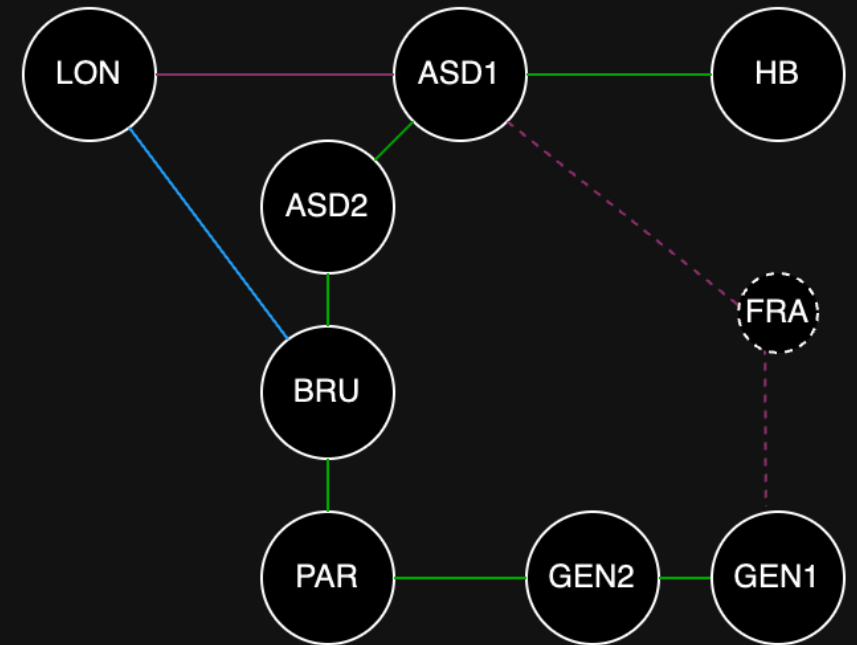 LON
ASD1
HB
ASD2
FRA
BRU
PAR
GEN2
GEN1